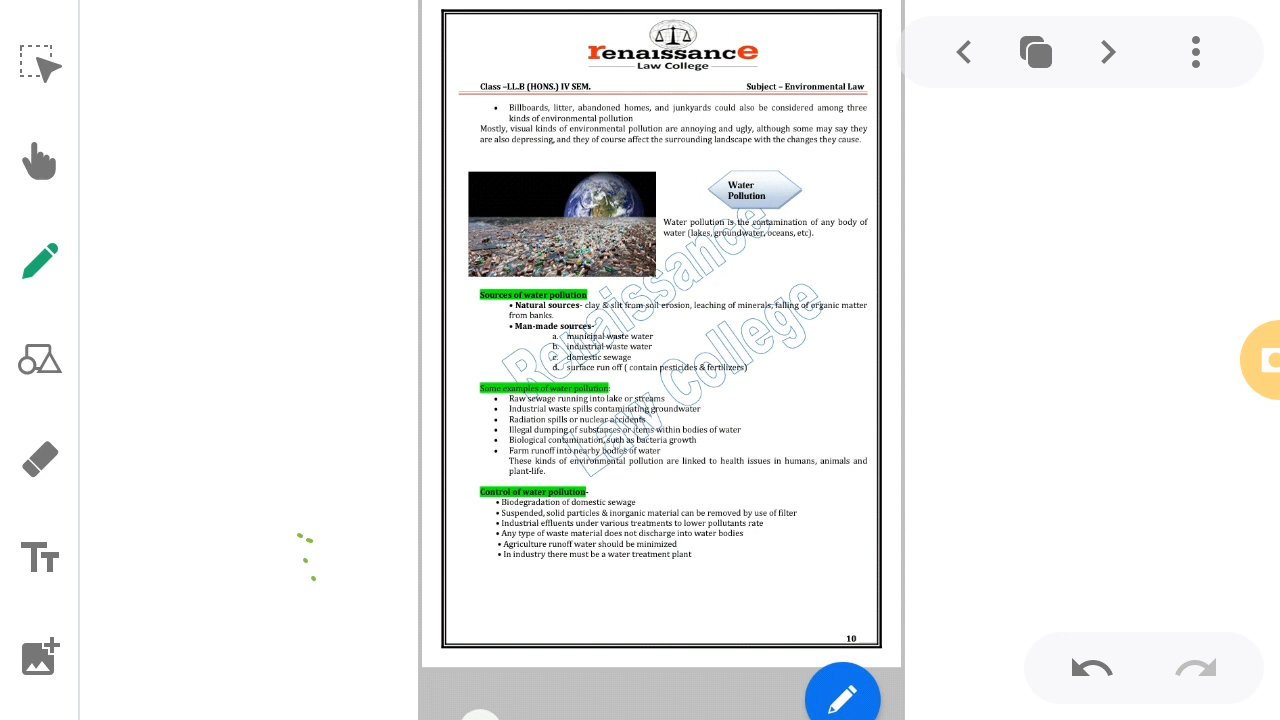 renaissance
Law College
Class –LL.B (HONS.) IV SEM. Subject – Environmental Law
• Billboards, litter, abandoned homes, and junkyards could also be considered among three
kinds of environmental pollution
Mostly, visual kinds of environmental pollution are annoying and ugly, although some may say they
are also depressing, and they of course affect the surrounding landscape with the changes they cause.
Water
Pollution
Water pollution is the contamination of any body of
water (lakes, groundwater, oceans, etc).
Sources of water pollution
• Natural sources- clay & slit from soil erosion, leaching of minerals, falling of organic matter
from banks.
• Man-made sources-
a. municipal waste water
b. industrial waste water
c. domestic sewage
d. surface run off ( contain pesticides & fertilizers)
Some examples of water pollution:
• Raw sewage running into lake or streams
• Industrial waste spills contaminating groundwater
• Radiation spills or nuclear accidents
• Illegal dumping of substances or items within bodies of water
• Biological contamination, such as bacteria growth
• Farm runoff into nearby bodies of water
These kinds of environmental pollution are linked to health issues in humans, animals and
plant-life.
Control of water pollution-
• Biodegradation of domestic sewage
• Suspended, solid particles & inorganic material can be removed by use of filter
• Industrial effluents under various treatments to lower pollutants rate
• Any type of waste material does not discharge into water bodies
• Agriculture runoff water should be minimized
• In industry there must be a water treatment plant
10
Renaissance
Law College
TT